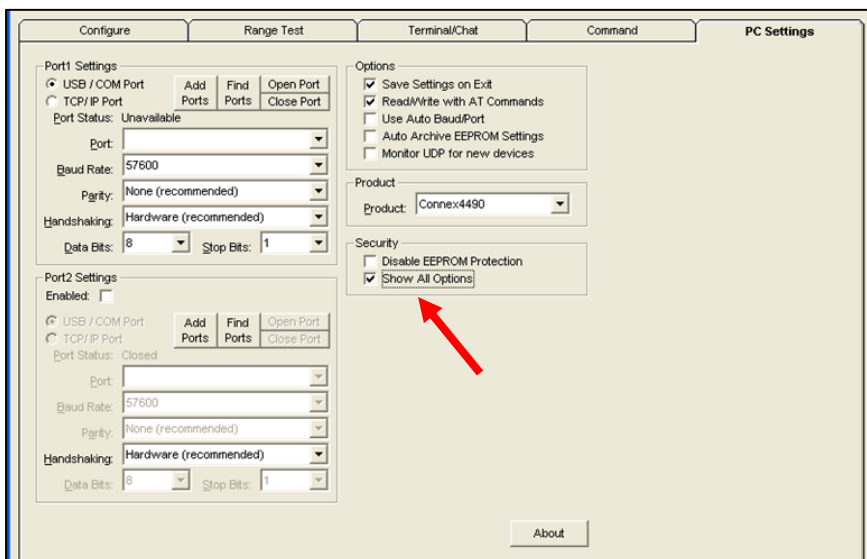 Configure Range Test Terminal/Chat Command PC Settings
Port1 Settings
USB / COM Port
TCP/IP Port
Add Ports
Find Ports
Open Port
Close Port
Port Status: Unavailable
Port:
Baud Rate: 57600
Parity: None (recommended)
Handshaking: Hardware (recommended)
Data Bits: 8 Stop Bits: 1
Port2 Settings
Enabled:
USB / COM Port
TCP/IP Port
Add Ports
Find Ports
Open Port
Close Port
Port Status: Closed
Port:
Baud Rate: 57600
Parity: None (recommended)
Handshaking: Hardware (recommended)
Data Bits: 8 Stop Bits: 1
Options
Save Settings on Exit
Read/Write with AT Commands
Use Auto Baud/Port
Auto Archive EEPROM Settings
Monitor UDP for new devices
Product
Product: Connex4490
Security
Disable EEPROM Protection
Show All Options
About